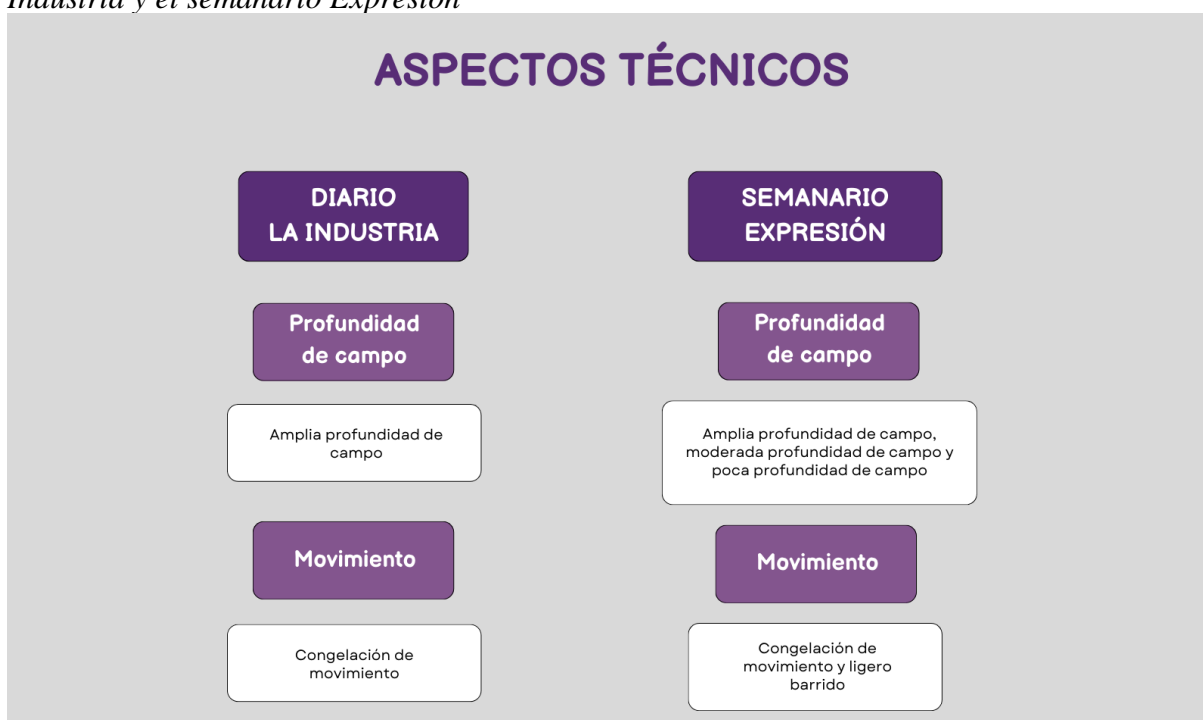 Industria y el semanario Expresión
ASPECTOS TÉCNICOS
DIARIO
LA INDUSTRIA
Profundidad
de campo
Amplia profundidad de
campo
Movimiento
Congelación de
movimiento
SEMANARIO
EXPRESIÓN
Profundidad
de campo
Amplia profundidad de campo,
moderada profundidad de campo y
poca profundidad de campo
Movimiento
Congelación de
movimiento y ligero
barrido